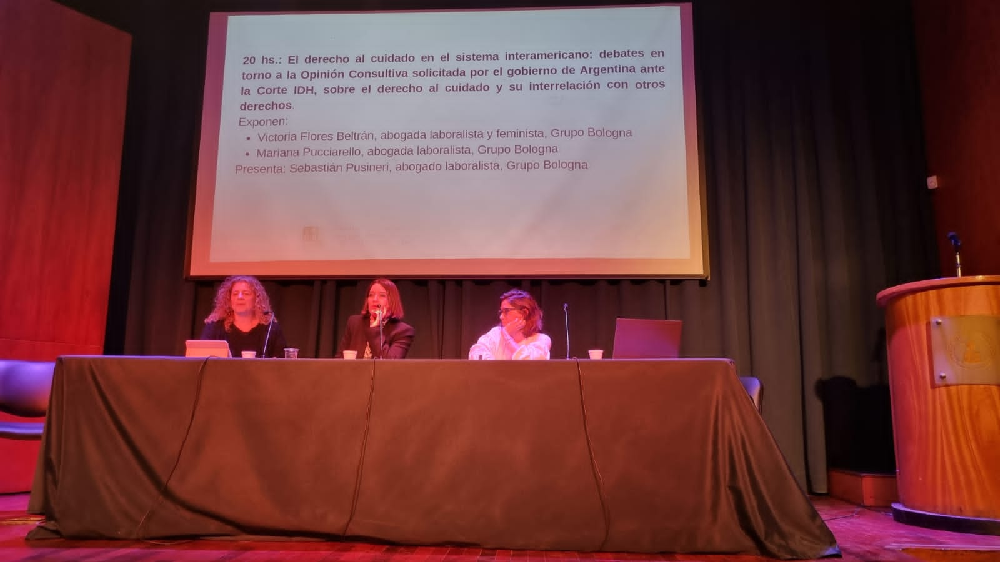 20 hs.: El derecho al cuidado en el sistema interamericano: debates en
torno a la Opinión Consultiva solicitada por el gobierno de Argentina ante
la Corte IDH, sobre el derecho al cuidado y su interrelación con otros
derechos.
Exponen:
• Victoria Flores Beltrán, abogada laboralista y feminista, Grupo Bologna
• Mariana Pucciarello, abogada laboralista, Grupo Bologna
Presenta: Sebastián Pusineri, abogado laboralista, Grupo Bologna